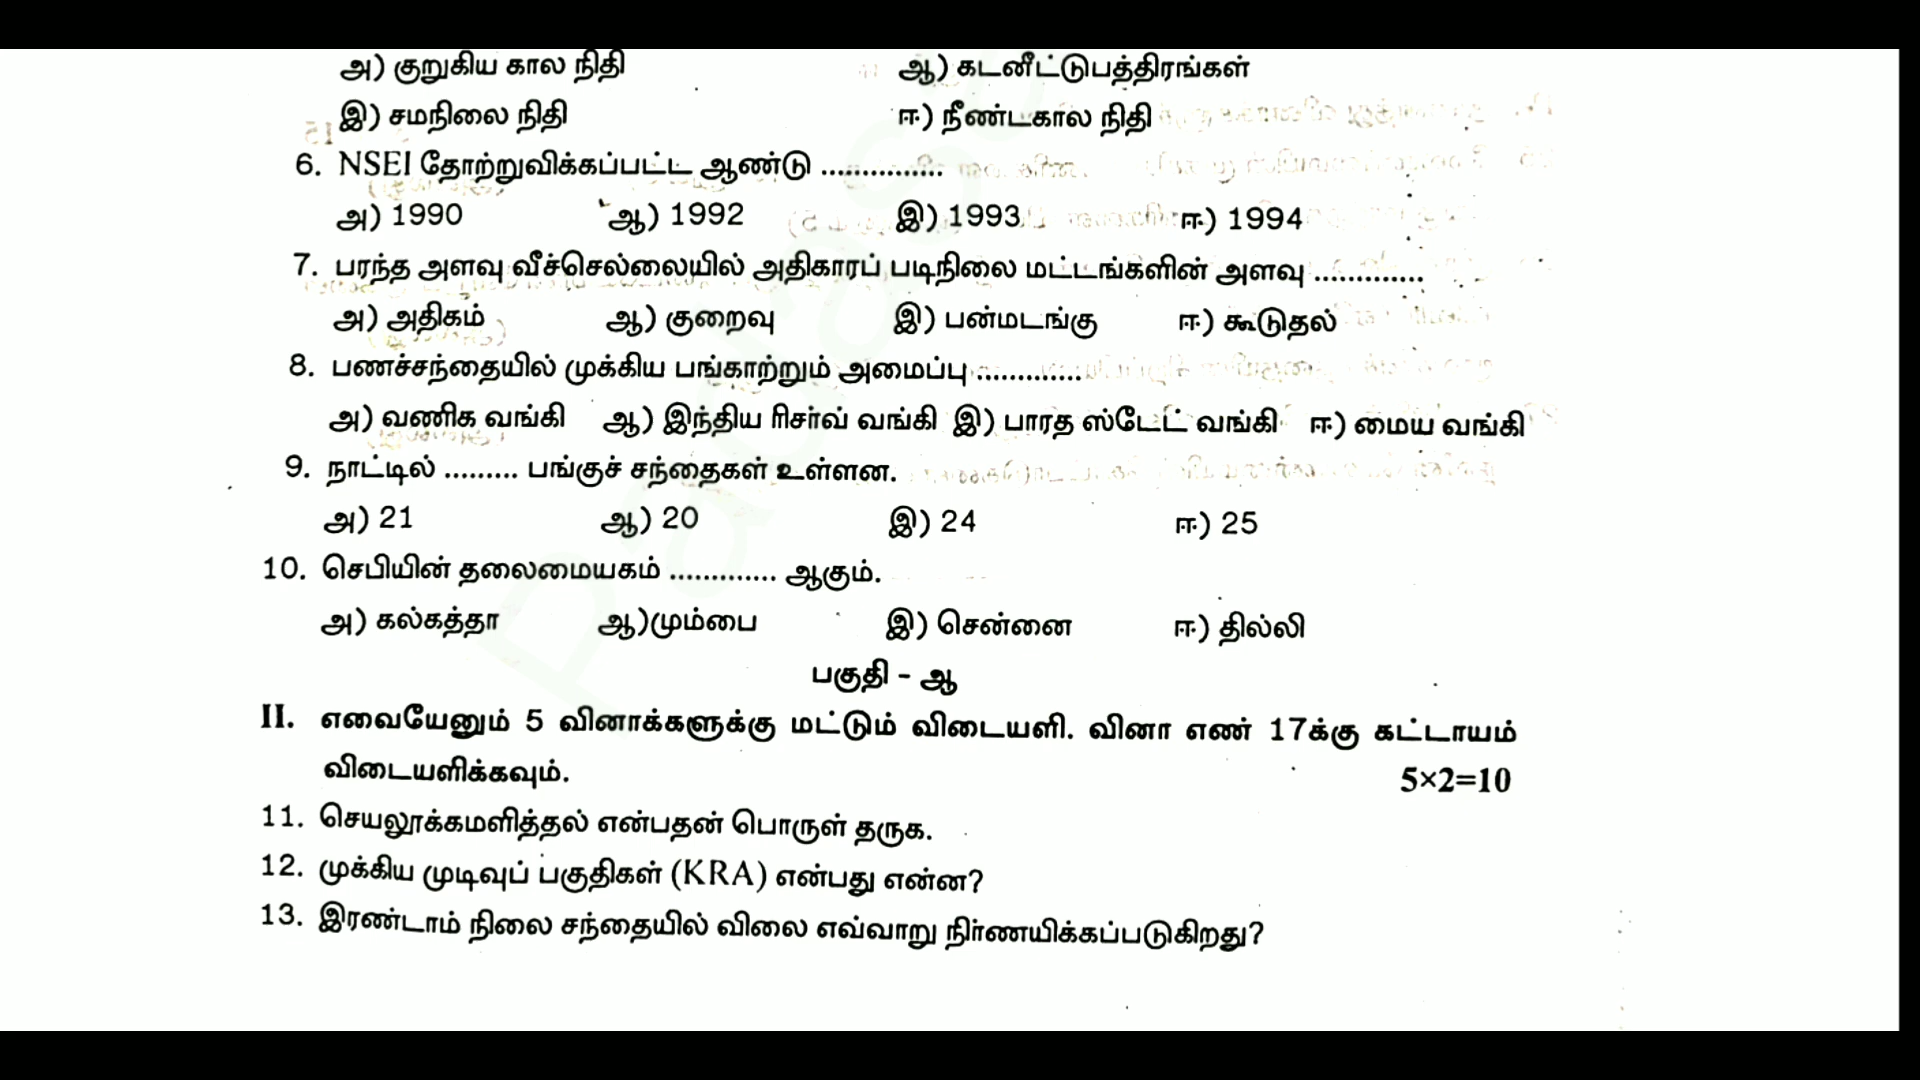 அ) குறுகிய கால நிதி ஆ) கடனீட்டுபத்திரங்கள்
இ) சமநிலை நிதி ஈ) நீண்டகால நிதி
6. NSEI தோற்றுவிக்கப்பட்ட ஆண்டு ...............
அ) 1990 ஆ) 1992 இ) 1993 ஈ) 1994
7. பரந்த அளவு வீச்செல்லையில் அதிகாரப் படிநிலை மட்டங்களின் அளவு .............
அ) அதிகம் ஆ) குறைவு இ) பன்மடங்கு ஈ) கூடுதல்
8. பணச்சந்தையில் முக்கிய பங்காற்றும் அமைப்பு .............
அ) வணிக வங்கி ஆ) இந்திய ரிசர்வ் வங்கி இ) பாரத ஸ்டேட் வங்கி ஈ) மைய வங்கி
9. நாட்டில் ......... பங்குச் சந்தைகள் உள்ளன.
அ) 21 ஆ) 20 இ) 24 ஈ) 25
10. செபியின் தலைமையகம் ............. ஆகும்.
அ) கல்கத்தா ஆ)மும்பை இ) சென்னை ஈ) தில்லி
பகுதி - ஆ
II. எவையேனும் 5 வினாக்களுக்கு மட்டும் விடையளி. வினா எண் 17க்கு கட்டாயம்
விடையளிக்கவும். 5×2=10
11. செயலூக்கமளித்தல் என்பதன் பொருள் தருக.
12. முக்கிய முடிவுப் பகுதிகள் (KRA) என்பது என்ன?
13. இரண்டாம் நிலை சந்தையில் விலை எவ்வாறு நிர்ணயிக்கப்படுகிறது?